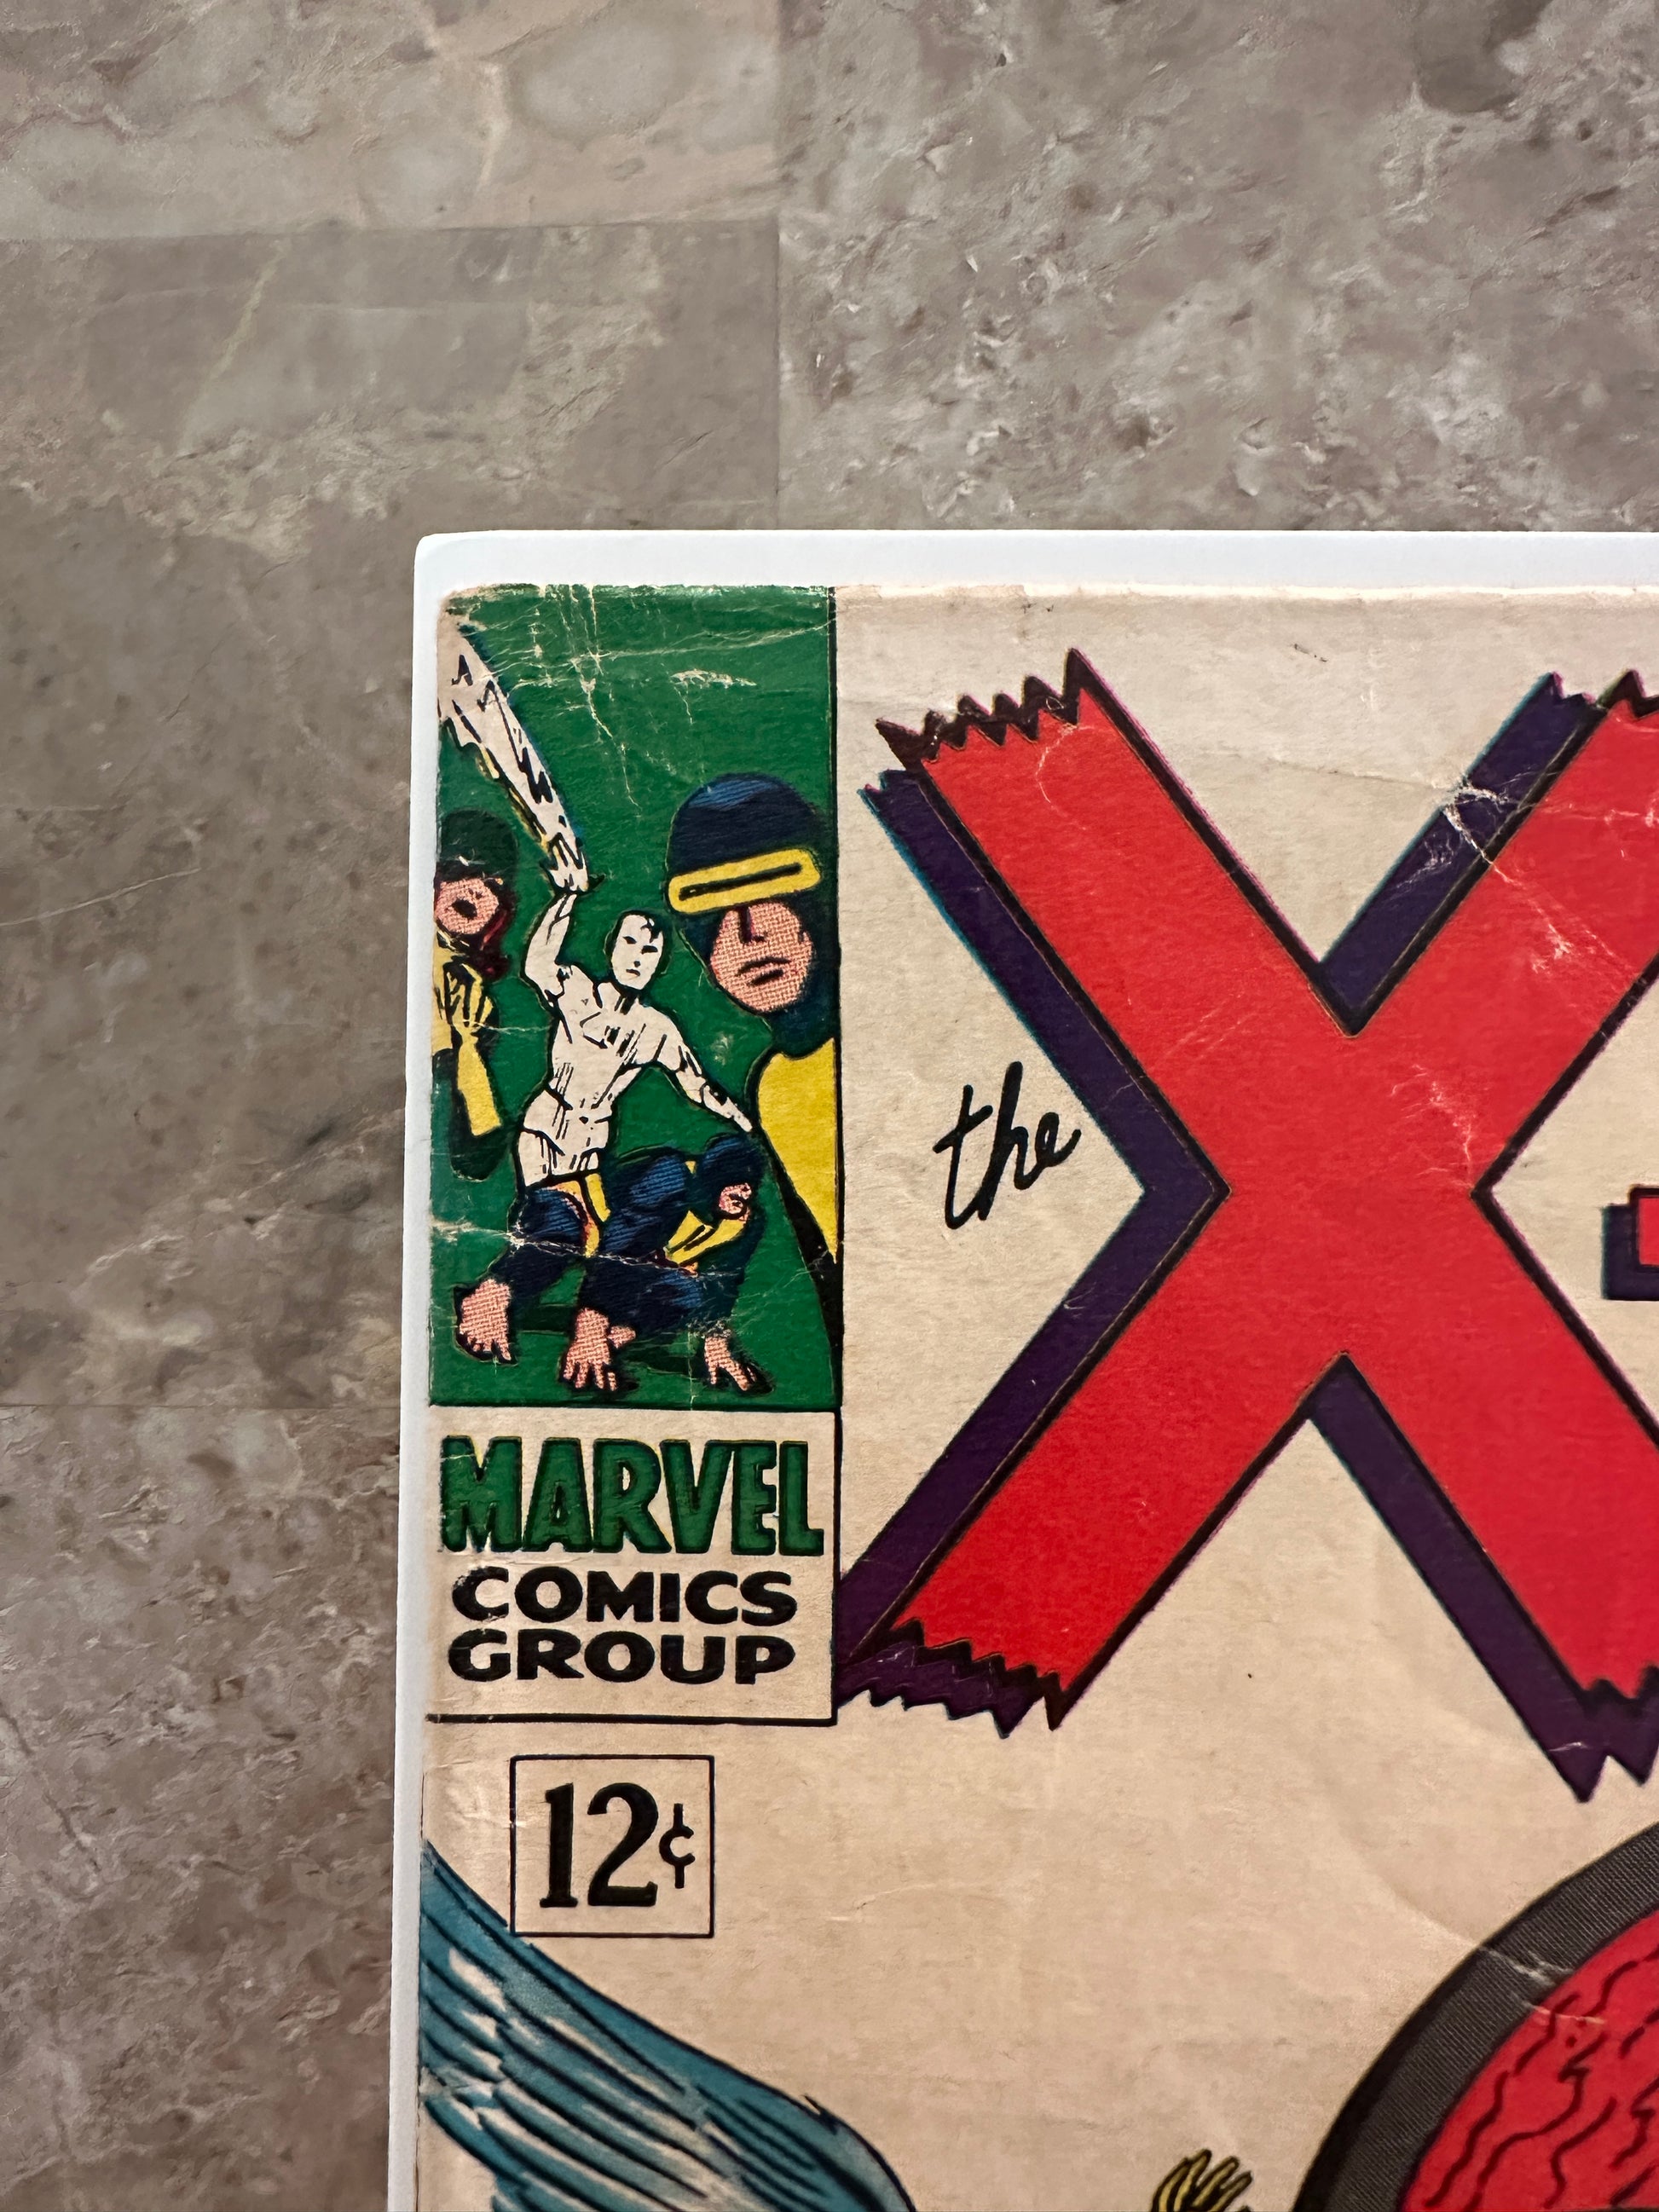 the X-
MARVEL
COMICS
GROUP
12¢